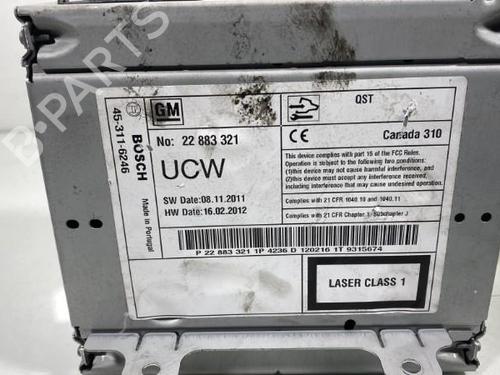 GM
QST
No: 22 883 321
CE
Canada 310
UCW
This device complies with part 15 of the FCC Rules.
Operation is subject to the following two conditions:
(1) this device may not cause harmful interference, and
(2) this device must accept any interference received,
including interference that may cause undesired operation
SW Date:08.11.2011
HW Date:16.02.2012
Complies with 21 CFR 1040.10 and 1040.11
Complies with 21 CFR Chapter 1, Subchapter J
P 22 883 321 1P 4236 D 120216 1T 9315674
LASER CLASS 1
BOSCH
Made in Portugal
45-311-6246
B-PARTS